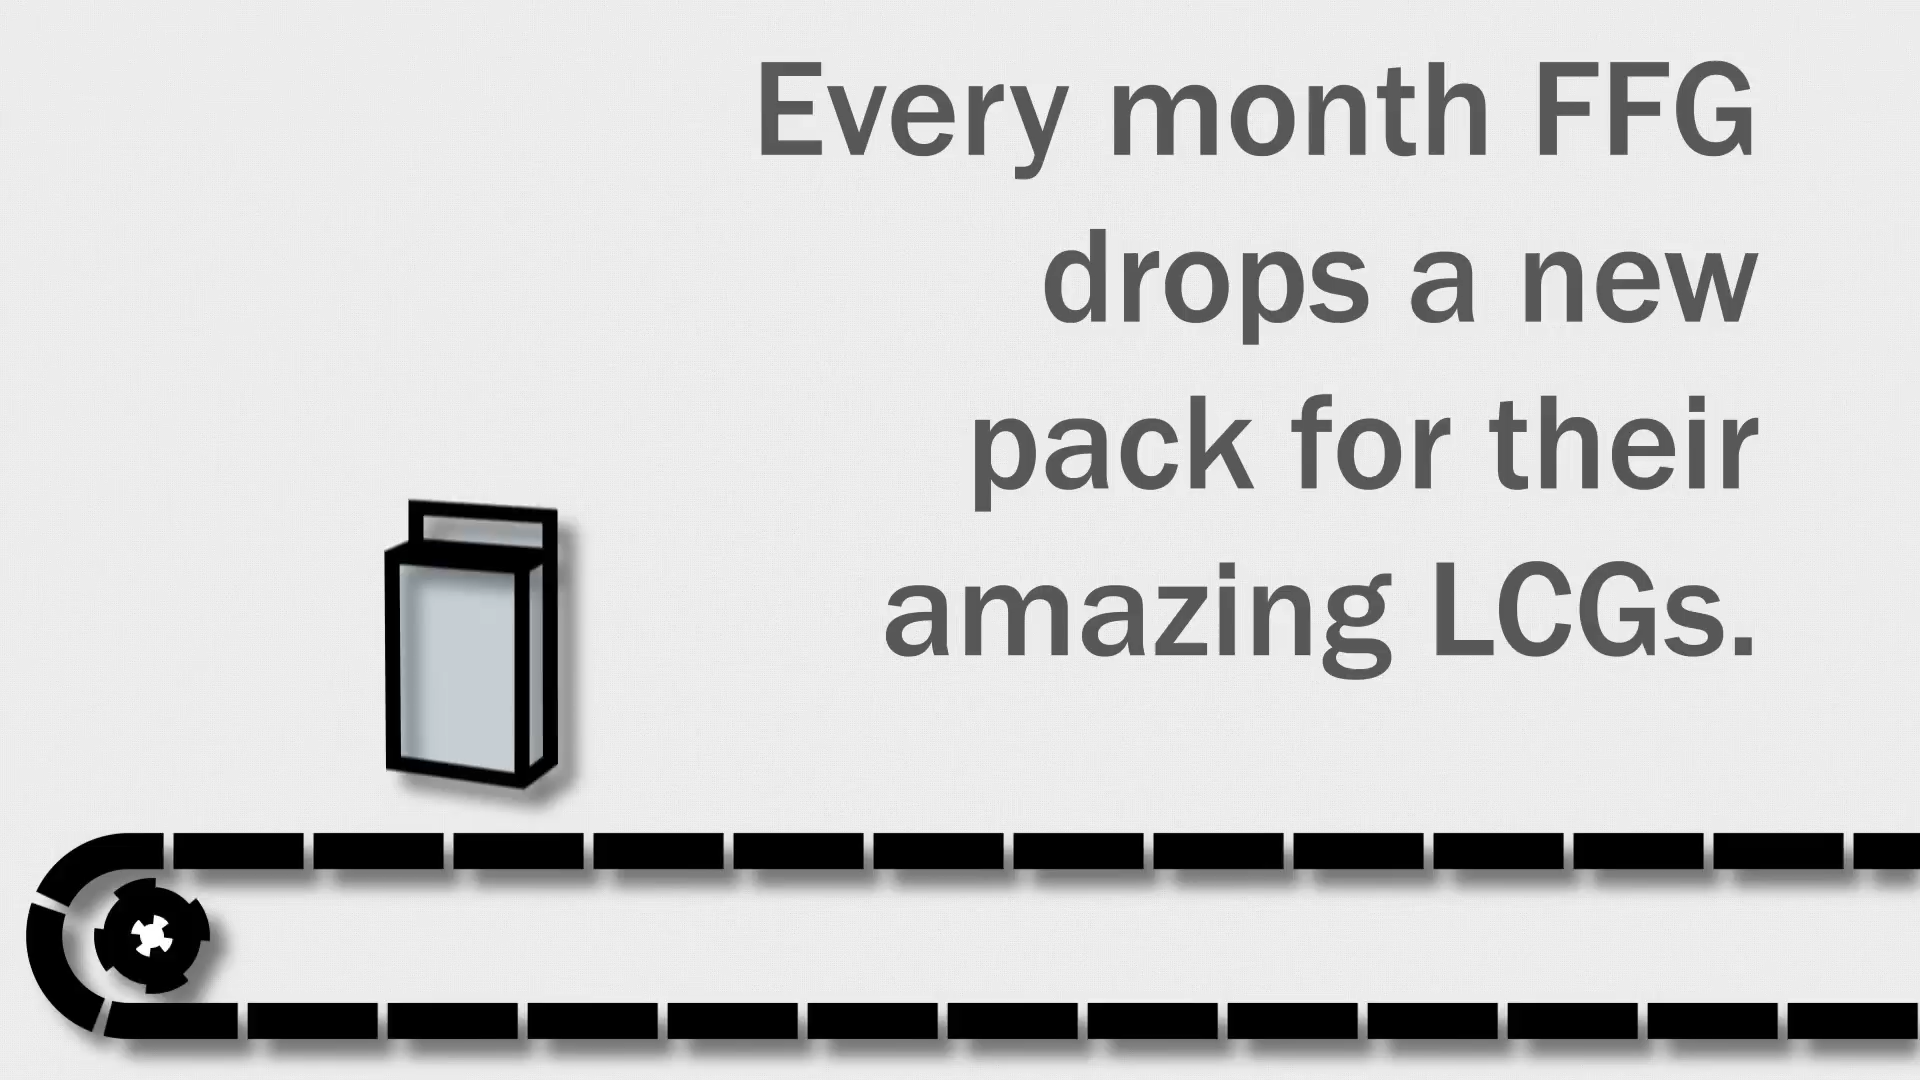 Every month FFG
drops a new
pack for their
amazing LCGs.